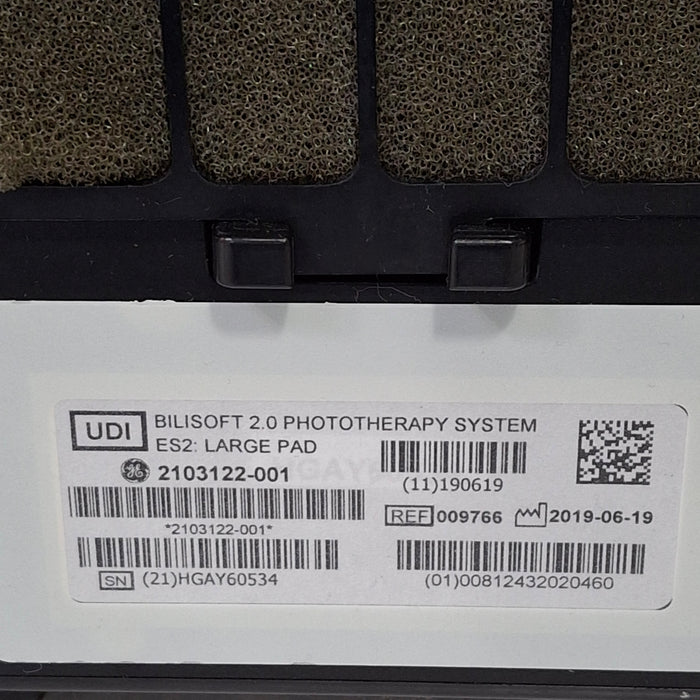 UDI
BILISOFT 2.0 PHOTOTHERAPY SYSTEM
ES2: LARGE PAD
2103122-001
(11)190619
*2103122-001*
REF 009766 2019-06-19
SN (21)HGAY60534
(01)00812432020460